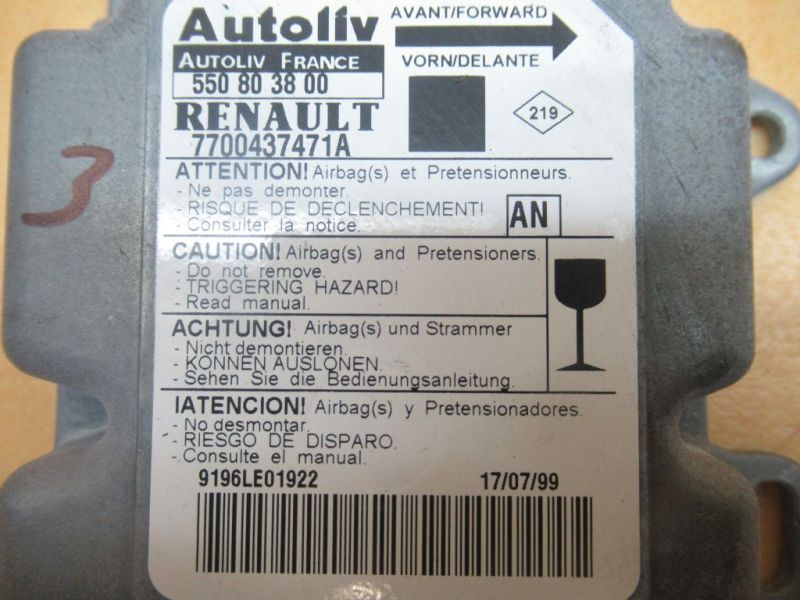 Autoliv
AVANT/FORWARD
AUTOLIV FRANCE
VORN/DELANTE
550 80 38 00
RENAULT
219
7700437471A
ATTENTION! Airbag(s) et Pretensionneurs.
- Ne pas demonter.
- RISQUE DE DECLENCHEMENT!
- Consulter la notice.
AN
CAUTION! Airbag(s) and Pretensioners.
- Do not remove.
- TRIGGERING HAZARD!
- Read manual.
ACHTUNG! Airbag(s) und Strammer
- Nicht demontieren.
- KONNEN AUSLONEN.
- Sehen Sie die Bedienungsanleitung.
IATENCION! Airbag(s) y Pretensionadores.
- No desmontar.
- RIESGO DE DISPARO.
- Consulte el manual.
9196LE01922
17/07/99
3